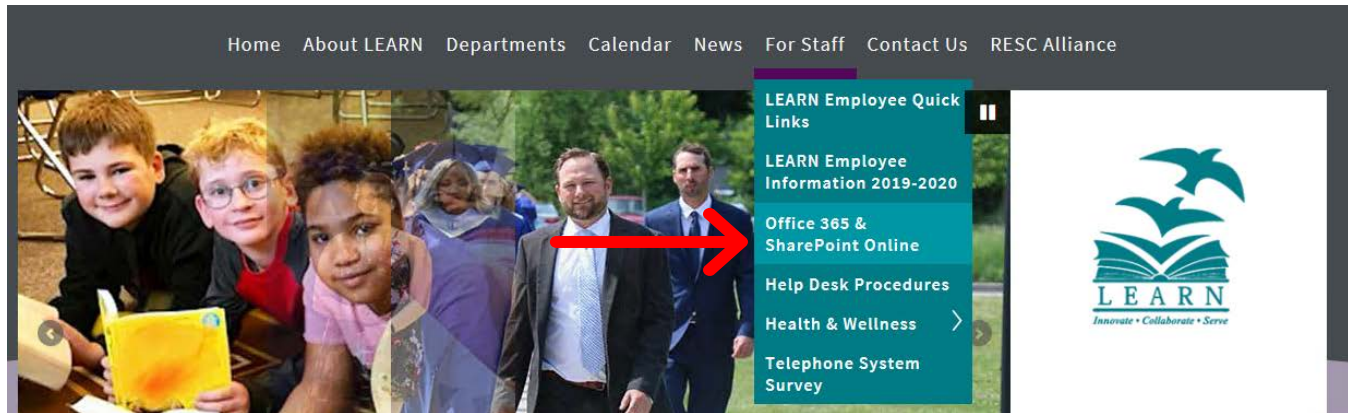 Home About LEARN Departments Calendar News For Staff Contact Us RESC Alliance
LEARN Employee Quick
Links
LEARN Employee
Information 2019-2020
Office 365 &
SharePoint Online
Help Desk Procedures
Health & Wellness
Telephone System
Survey
LEARN
Innovate • Collaborate • Serve